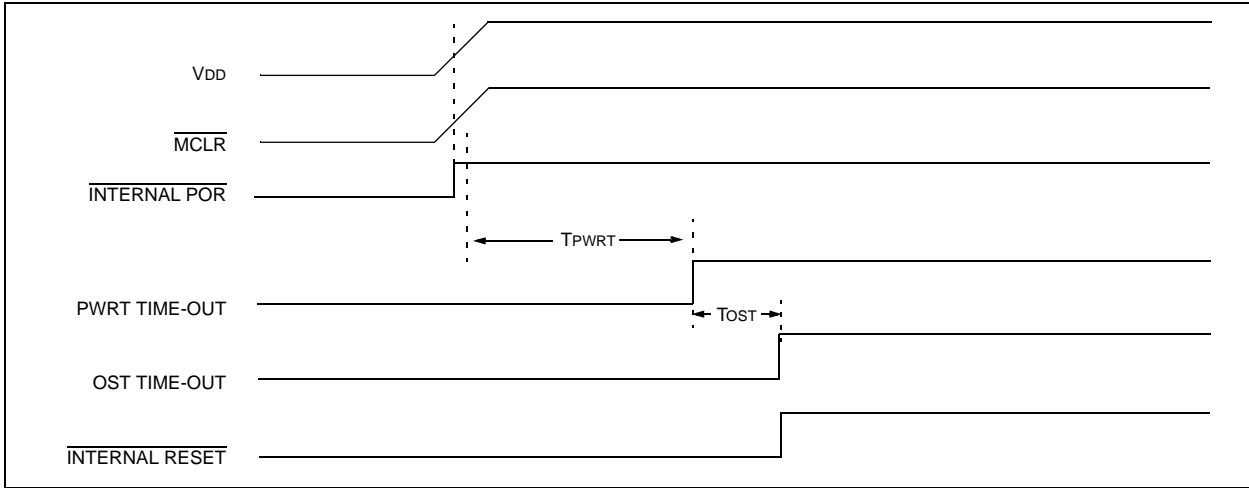 VDD
MCLR
INTERNAL POR
TPWRT
PWRT TIME-OUT
TOST
OST TIME-OUT
INTERNAL RESET